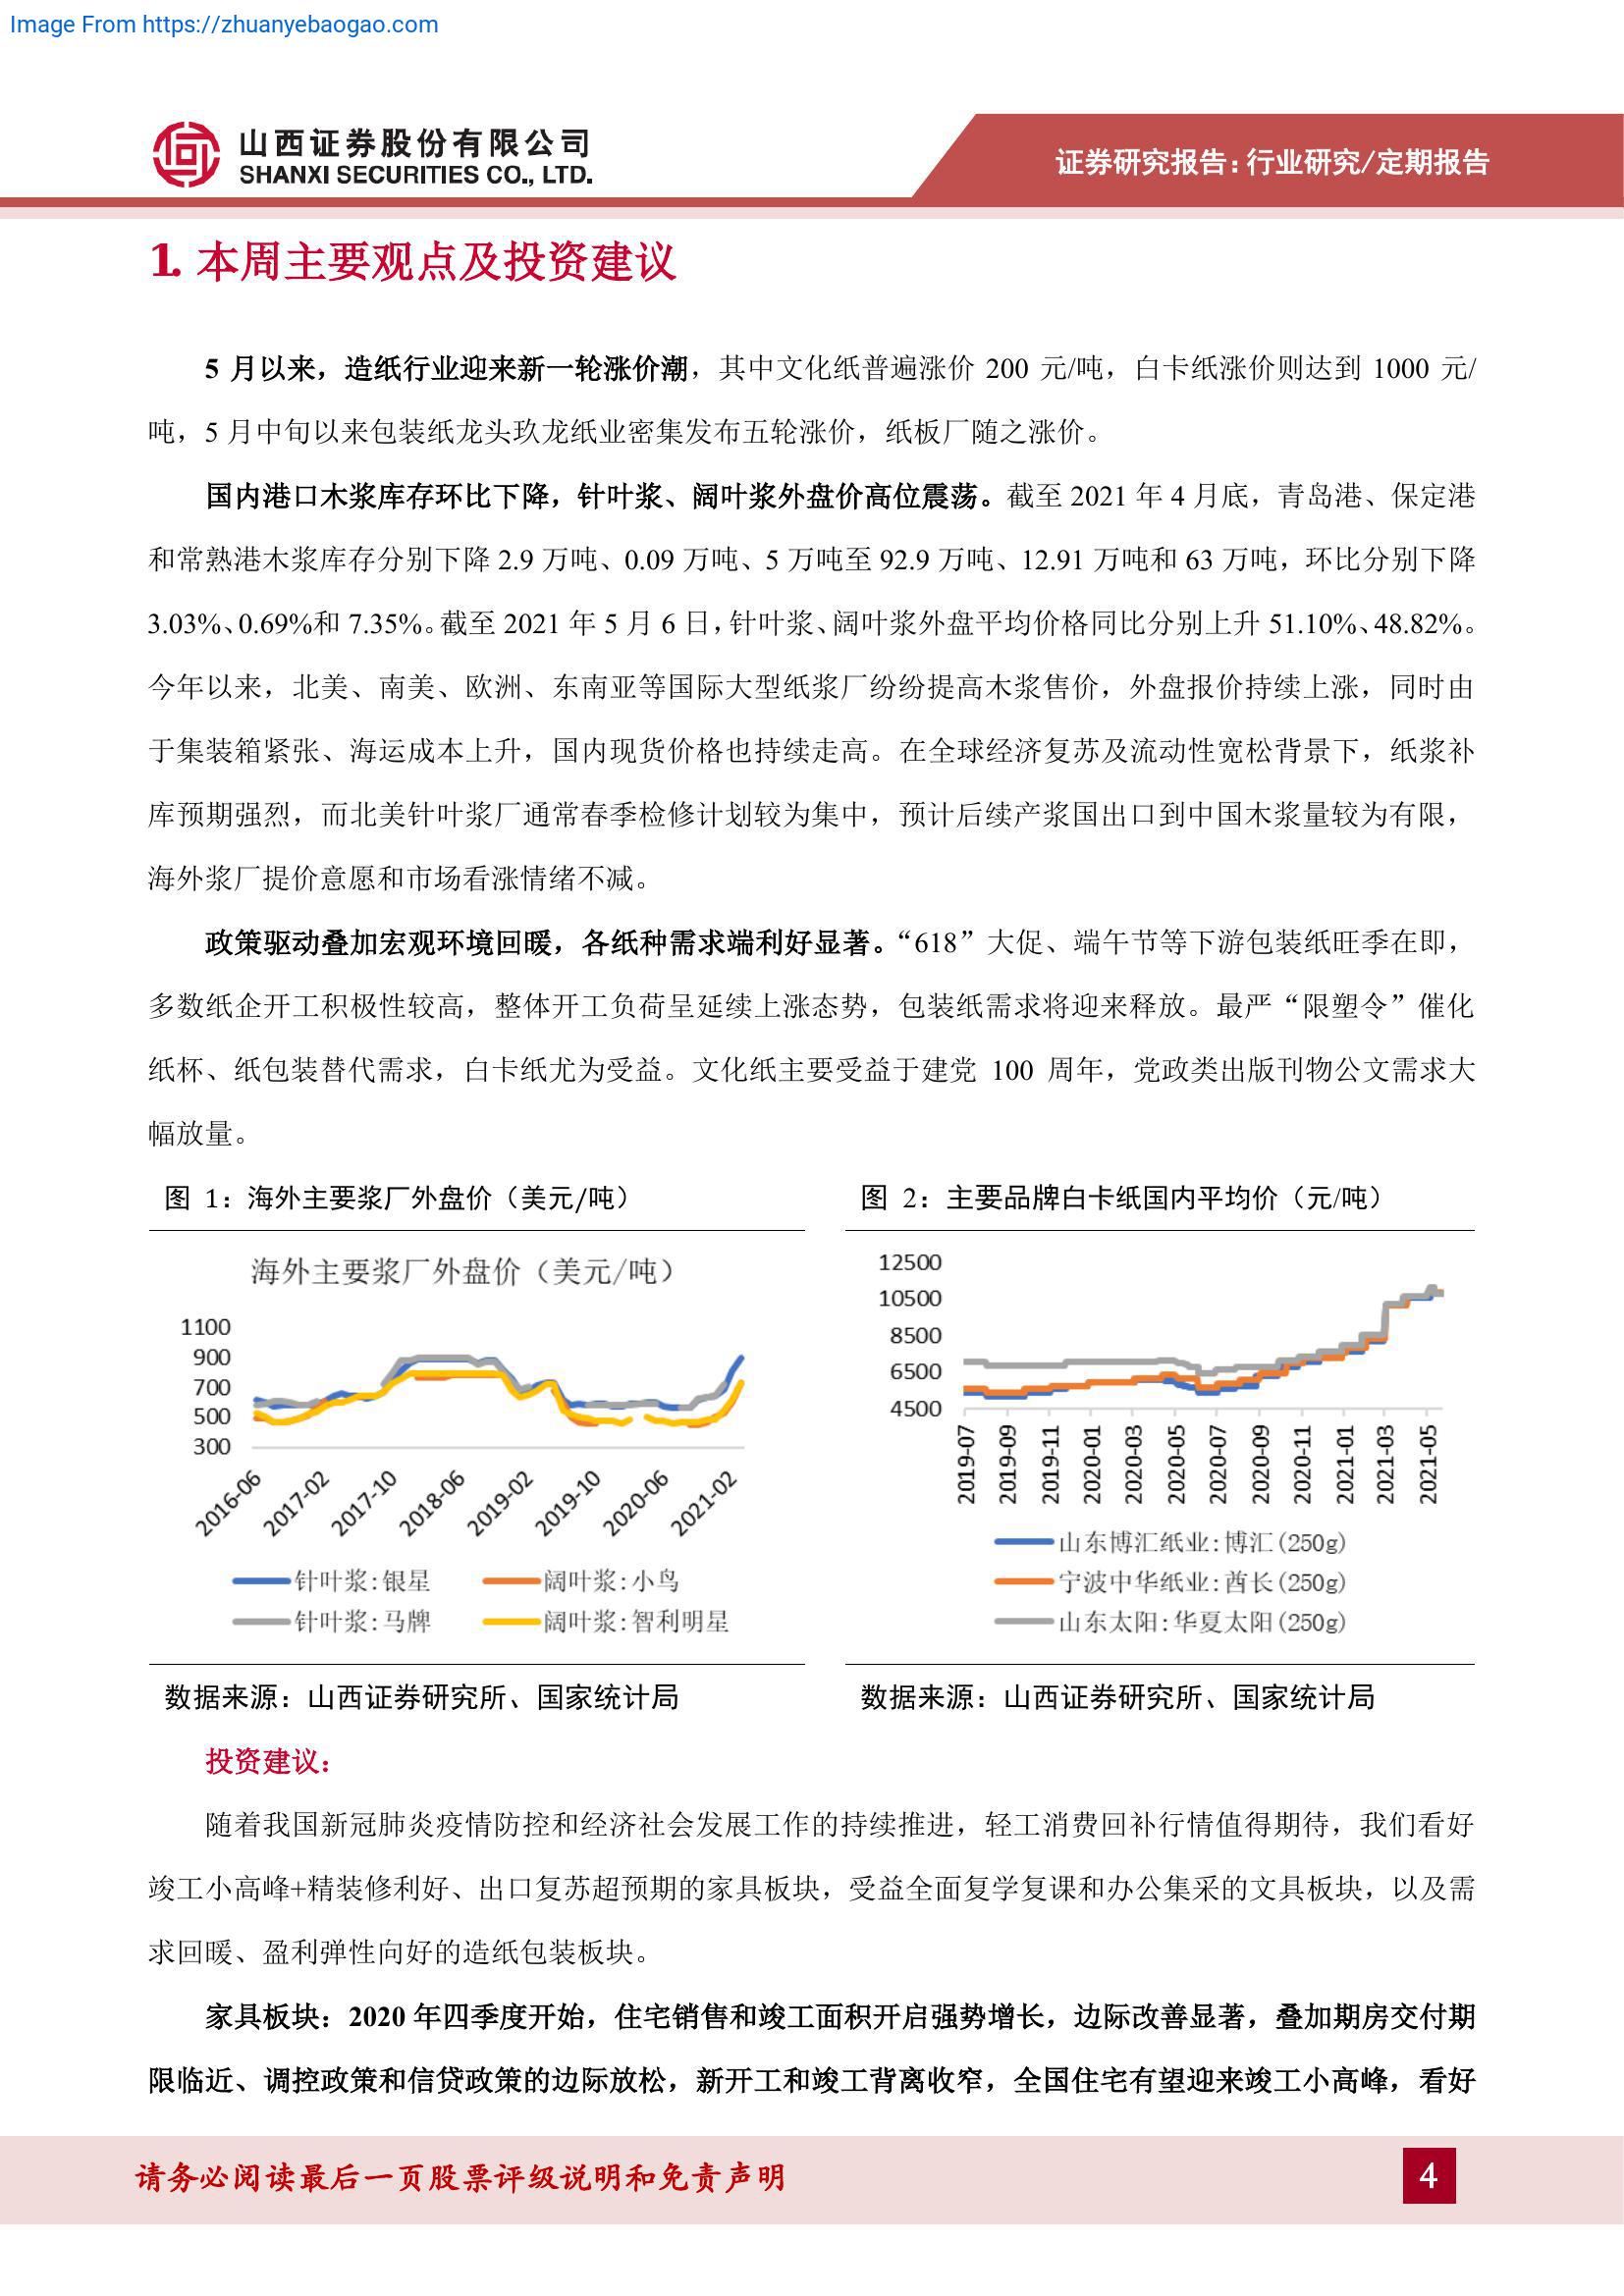 Image From https://zhuanyebaogao.com
山西证券股份有限公司
SHANXI SECURITIES CO., LTD.
证券研究报告:行业研究/定期报告
1. 本周主要观点及投资建议
5 月以来，造纸行业迎来新一轮涨价潮，其中文化纸普遍涨价 200 元/吨，白卡纸涨价则达到 1000 元/
吨，5 月中旬以来包装纸龙头玖龙纸业密集发布五轮涨价，纸板厂随之涨价。
国内港口木浆库存环比下降，针叶浆、阔叶浆外盘价高位震荡。截至 2021 年 4 月底，青岛港、保定港
和常熟港木浆库存分别下降 2.9 万吨、0.09 万吨、5 万吨至 92.9 万吨、12.91 万吨和 63 万吨，环比分别下降
3.03%、0.69%和 7.35%。截至 2021 年 5 月 6 日，针叶浆、阔叶浆外盘平均价格同比分别上升 51.10%、48.82%。
今年以来，北美、南美、欧洲、东南亚等国际大型纸浆厂纷纷提高木浆售价，外盘报价持续上涨，同时由
于集装箱紧张、海运成本上升，国内现货价格也持续走高。在全球经济复苏及流动性宽松背景下，纸浆补
库预期强烈，而北美针叶浆厂通常春季检修计划较为集中，预计后续产浆国出口到中国木浆量较为有限，
海外浆厂提价意愿和市场看涨情绪不减。
政策驱动叠加宏观环境回暖，各纸种需求端利好显著。“618”大促、端午节等下游包装纸旺季在即，
多数纸企开工积极性较高，整体开工负荷呈延续上涨态势，包装纸需求将迎来释放。最严“限塑令”催化
纸杯、纸包装替代需求，白卡纸尤为受益。文化纸主要受益于建党 100 周年，党政类出版刊物公文需求大
幅放量。
图 1：海外主要浆厂外盘价（美元/吨）
海外主要浆厂外盘价（美元/吨）
1100
900
700
500
300
2016-06
2017-02
2017-10
2018-06
2019-02
2019-10
2020-06
2021-02
针叶浆:银星
阔叶浆:小鸟
针叶浆:马牌
阔叶浆:智利明星
数据来源：山西证券研究所、国家统计局
图 2：主要品牌白卡纸国内平均价（元/吨）
12500
10500
8500
6500
4500
2019-07
2019-09
2019-11
2020-01
2020-03
2020-05
2020-07
2020-09
2020-11
2021-01
2021-03
2021-05
山东博汇纸业:博汇(250g)
宁波中华纸业:酋长(250g)
山东太阳:华夏太阳(250g)
数据来源：山西证券研究所、国家统计局
投资建议：
随着我国新冠肺炎疫情防控和经济社会发展工作的持续推进，轻工消费回补行情值得期待，我们看好
竣工小高峰+精装修利好、出口复苏超预期的家具板块，受益全面复学复课和办公集采的文具板块，以及需
求回暖、盈利弹性向好的造纸包装板块。
家具板块：2020 年四季度开始，住宅销售和竣工面积开启强势增长，边际改善显著，叠加期房交付期
限临近、调控政策和信贷政策的边际放松，新开工和竣工背离收窄，全国住宅有望迎来竣工小高峰，看好
请务必阅读最后一页股票评级说明和免责声明
4